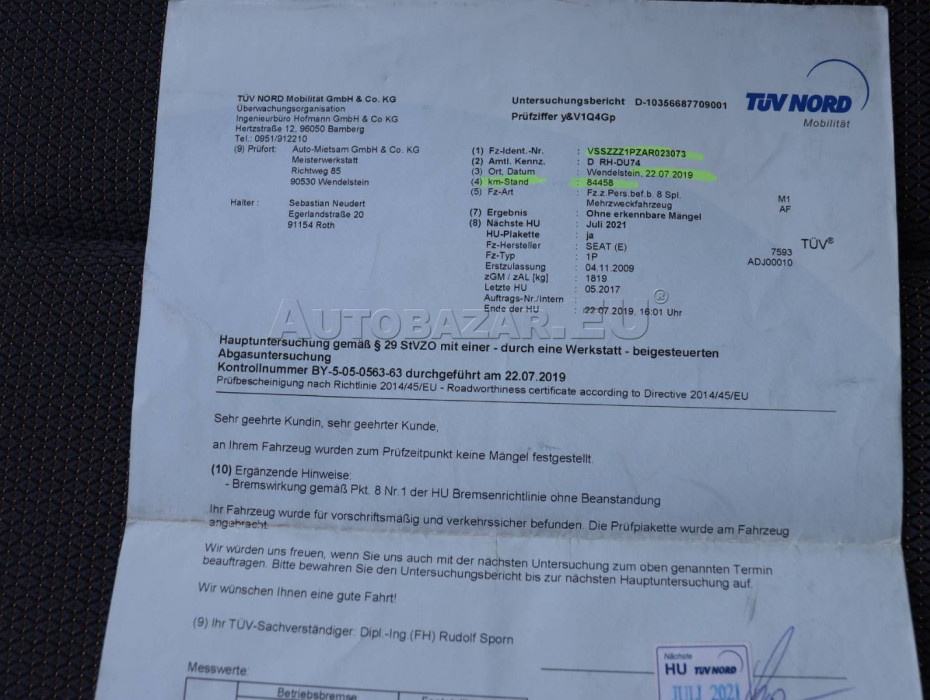 TÜV NORD Mobilität GmbH & Co. KG
Überwachungsorganisation
Ingenieurbüro Hofmann GmbH & Co KG
Hertzstraße 12, 96050 Bamberg
Tel.: 0951/912210
(9) Prüfort: Auto-Mietsam GmbH & Co. KG
Meisterwerkstatt
Richtweg 85
90530 Wendelstein
Halter : Sebastian Neudert
Egerlandstraße 20
91154 Roth
Untersuchungsbericht D-10356687709001
Prüfziffer y&V1Q4Gp
TÜV NORD
Mobilität
(1) Fz-Ident.-Nr. : VSSZZZ1PZAR023073
(2) Amtl. Kennz. : D RH-DU74
(3) Ort, Datum : Wendelstein, 22.07.2019
(4) km-Stand : 84458
(5) Fz-Art : Fz.z.Pers.bef.b. 8 Spl. M1
Mehrzweckfahrzeug AF
(7) Ergebnis : Ohne erkennbare Mängel
(8) Nächste HU : Juli 2021
HU-Plakette : ja TÜV®
Fz-Hersteller : SEAT (E) 7593
Fz-Typ : 1P ADJ00010
Erstzulassung : 04.11.2009
zGM / zAL [kg] : 1819
Letzte HU : 05.2017
Auftrags-Nr./Intern :
Ende der HU : 22.07.2019, 16:01 Uhr
AUTOBAZAR.EU®
Hauptuntersuchung gemäß § 29 StVZO mit einer - durch eine Werkstatt - beigesteuerten
Abgasuntersuchung
Kontrollnummer BY-5-05-0563-63 durchgeführt am 22.07.2019
Prüfbescheinigung nach Richtlinie 2014/45/EU - Roadworthiness certificate according to Directive 2014/45/EU
Sehr geehrte Kundin, sehr geehrter Kunde,
an Ihrem Fahrzeug wurden zum Prüfzeitpunkt keine Mängel festgestellt.
(10) Ergänzende Hinweise:
- Bremswirkung gemäß Pkt. 8 Nr.1 der HU Bremsenrichtlinie ohne Beanstandung
Ihr Fahrzeug wurde für vorschriftsmäßig und verkehrssicher befunden. Die Prüfplakette wurde am Fahrzeug
angebracht.
Wir würden uns freuen, wenn Sie uns auch mit der nächsten Untersuchung zum oben genannten Termin
beauftragen. Bitte bewahren Sie den Untersuchungsbericht bis zur nächsten Hauptuntersuchung auf.
Wir wünschen Ihnen eine gute Fahrt!
(9) Ihr TÜV-Sachverständiger: Dipl.-Ing (FH) Rudolf Sporn
Messwerte:
Betriebsbremse
Nächste
HU TÜV NORD
JULI 2021